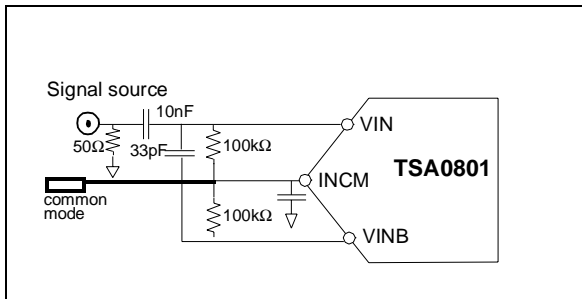 Signal source
10nF
VIN
50Ω
33pF
100kΩ
TSA0801
INCM
common
mode
100kΩ
VINB